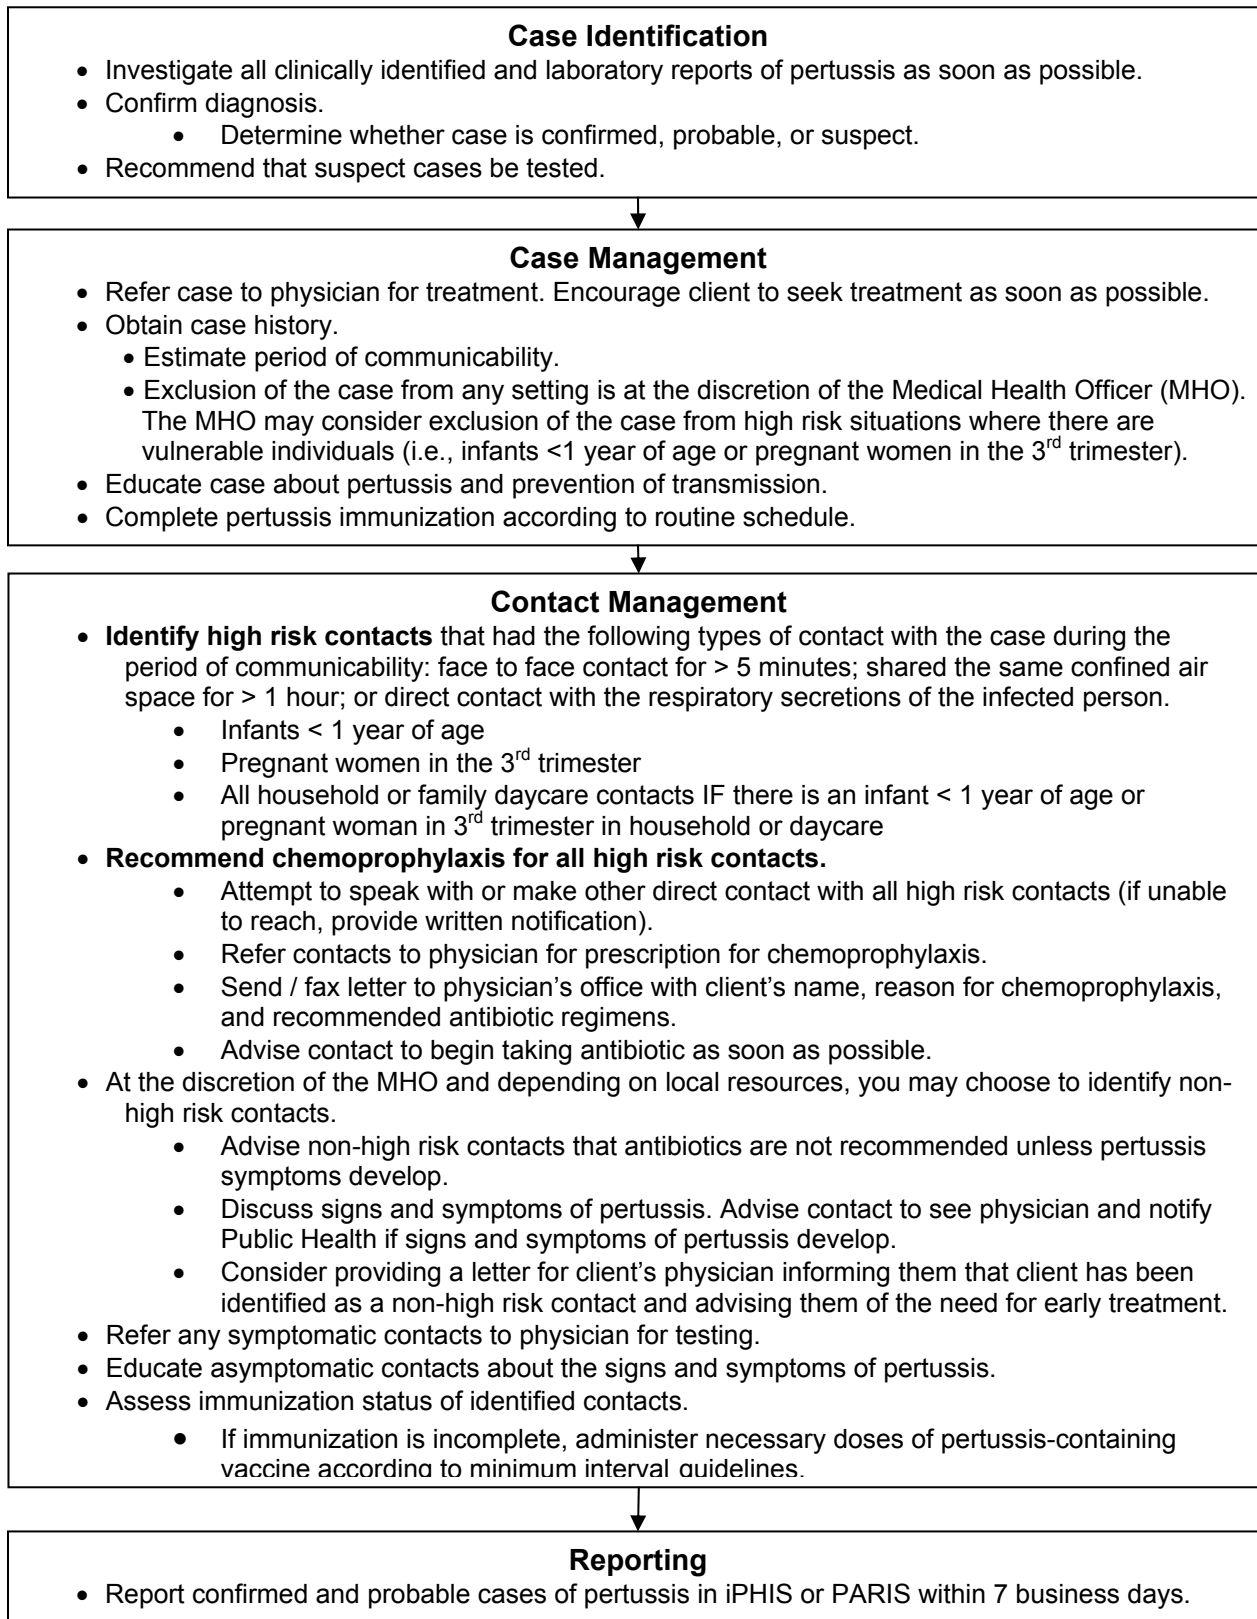 Case Identification
• Investigate all clinically identified and laboratory reports of pertussis as soon as possible.
• Confirm diagnosis.
• Determine whether case is confirmed, probable, or suspect.
• Recommend that suspect cases be tested.
Case Management
• Refer case to physician for treatment. Encourage client to seek treatment as soon as possible.
• Obtain case history.
• Estimate period of communicability.
• Exclusion of the case from any setting is at the discretion of the Medical Health Officer (MHO).
The MHO may consider exclusion of the case from high risk situations where there are
vulnerable individuals (i.e., infants <1 year of age or pregnant women in the 3rd trimester).
• Educate case about pertussis and prevention of transmission.
• Complete pertussis immunization according to routine schedule.
Contact Management
• Identify high risk contacts that had the following types of contact with the case during the
period of communicability: face to face contact for > 5 minutes; shared the same confined air
space for > 1 hour; or direct contact with the respiratory secretions of the infected person.
• Infants < 1 year of age
• Pregnant women in the 3rd trimester
• All household or family daycare contacts IF there is an infant < 1 year of age or
pregnant woman in 3rd trimester in household or daycare
• Recommend chemoprophylaxis for all high risk contacts.
• Attempt to speak with or make other direct contact with all high risk contacts (if unable
to reach, provide written notification).
• Refer contacts to physician for prescription for chemoprophylaxis.
• Send / fax letter to physician's office with client's name, reason for chemoprophylaxis,
and recommended antibiotic regimens.
• Advise contact to begin taking antibiotic as soon as possible.
• At the discretion of the MHO and depending on local resources, you may choose to identify non-
high risk contacts.
• Advise non-high risk contacts that antibiotics are not recommended unless pertussis
symptoms develop.
• Discuss signs and symptoms of pertussis. Advise contact to see physician and notify
Public Health if signs and symptoms of pertussis develop.
• Consider providing a letter for client's physician informing them that client has been
identified as a non-high risk contact and advising them of the need for early treatment.
• Refer any symptomatic contacts to physician for testing.
• Educate asymptomatic contacts about the signs and symptoms of pertussis.
• Assess immunization status of identified contacts.
• If immunization is incomplete, administer necessary doses of pertussis-containing
vaccine according to minimum interval guidelines.
Reporting
• Report confirmed and probable cases of pertussis in iPHIS or PARIS within 7 business days.